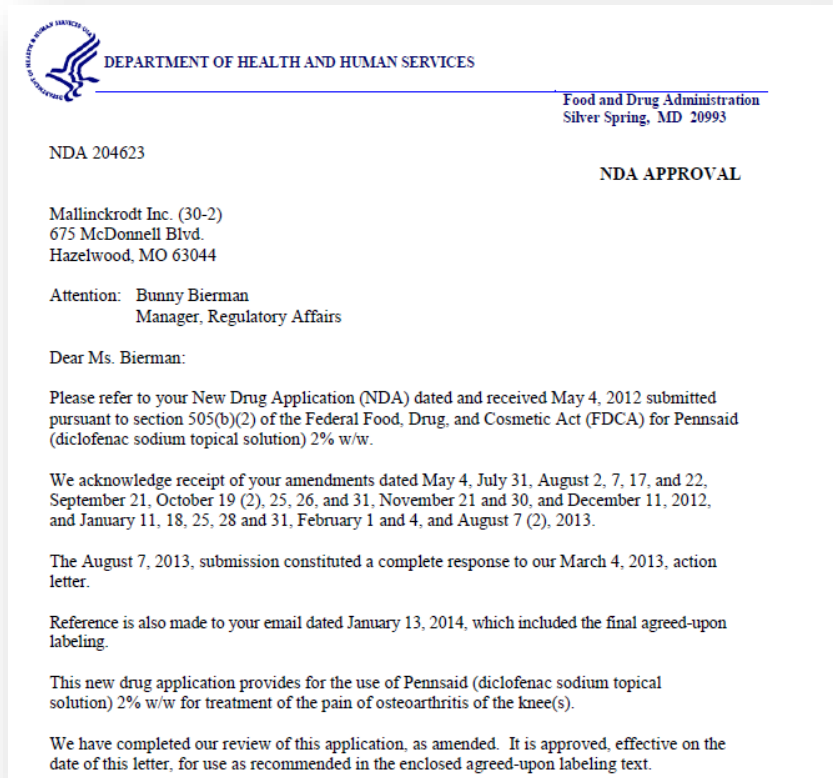 DEPARTMENT OF HEALTH AND HUMAN SERVICES
Food and Drug Administration
Silver Spring, MD 20993
NDA 204623
NDA APPROVAL
Mallinckrodt Inc. (30-2)
675 McDonnell Blvd.
Hazelwood, MO 63044
Attention: Bunny Bierman
Manager, Regulatory Affairs
Dear Ms. Bierman:
Please refer to your New Drug Application (NDA) dated and received May 4, 2012 submitted
pursuant to section 505(b)(2) of the Federal Food, Drug, and Cosmetic Act (FDCA) for Pennsaid
(diclofenac sodium topical solution) 2% w/w.
We acknowledge receipt of your amendments dated May 4, July 31, August 2, 7, 17, and 22,
September 21, October 19 (2), 25, 26, and 31, November 21 and 30, and December 11, 2012,
and January 11, 18, 25, 28 and 31, February 1 and 4, and August 7 (2), 2013.
The August 7, 2013, submission constituted a complete response to our March 4, 2013, action
letter.
Reference is also made to your email dated January 13, 2014, which included the final agreed-upon
labeling.
This new drug application provides for the use of Pennsaid (diclofenac sodium topical
solution) 2% w/w for treatment of the pain of osteoarthritis of the knee(s).
We have completed our review of this application, as amended. It is approved, effective on the
date of this letter, for use as recommended in the enclosed agreed-upon labeling text.